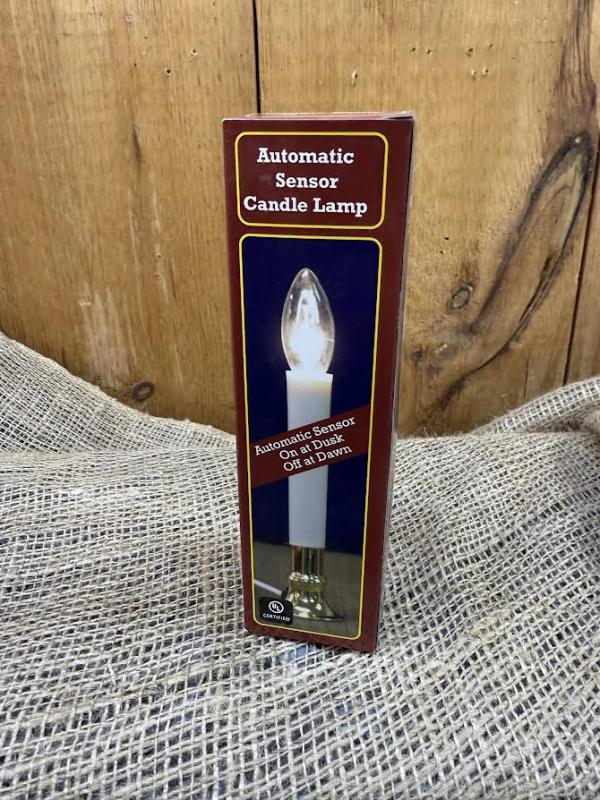 Automatic
Sensor
Candle Lamp
Automatic Sensor
On at Dusk
Off at Dawn
UL
CERTIFIED